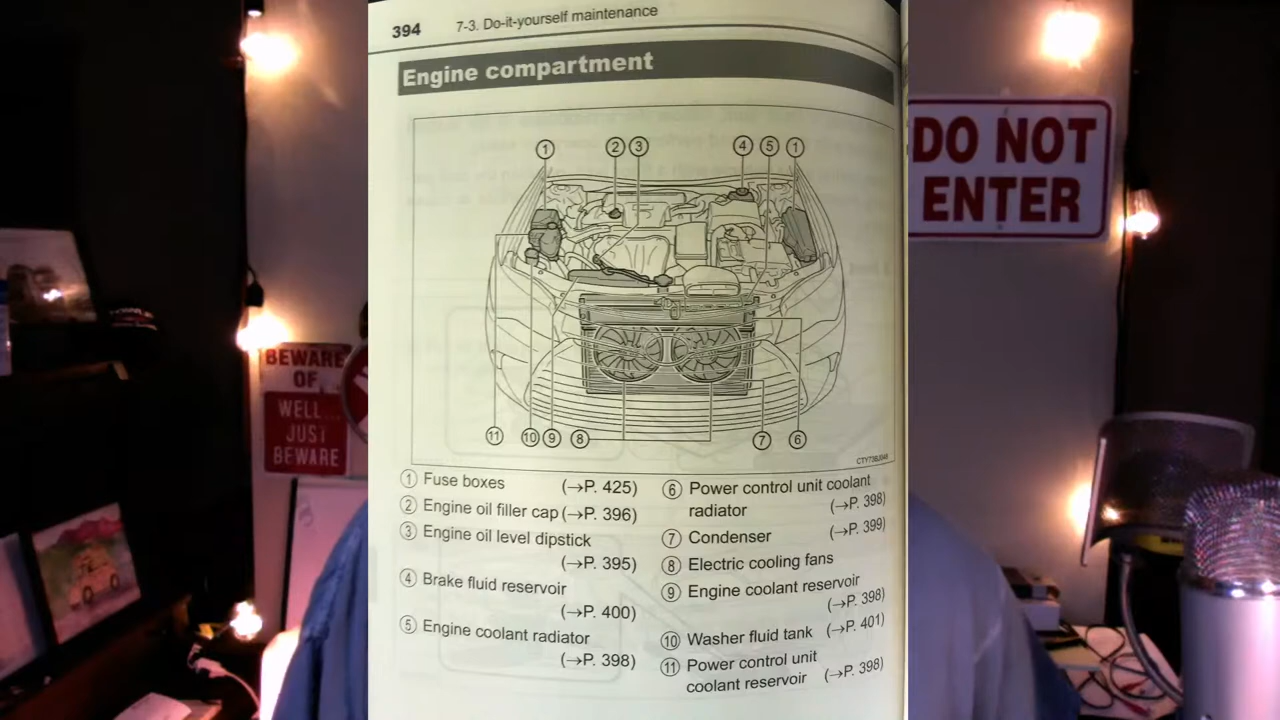 394
7-3. Do-it-yourself maintenance
Engine compartment
1 2 3 4 5 1
11 10 9 8 7 6
CTY73BJ048
1 Fuse boxes (→P. 425)
2 Engine oil filler cap (→P. 396)
3 Engine oil level dipstick
(→P. 395)
4 Brake fluid reservoir
(→P. 400)
5 Engine coolant radiator
(→P. 398)
6 Power control unit coolant
radiator (→P. 398)
7 Condenser (→P. 399)
8 Electric cooling fans
9 Engine coolant reservoir
(→P. 398)
10 Washer fluid tank (→P. 401)
11 Power control unit
coolant reservoir (→P. 398)
DO NOT
ENTER
BEWARE
OF
WELL...
JUST
BEWARE